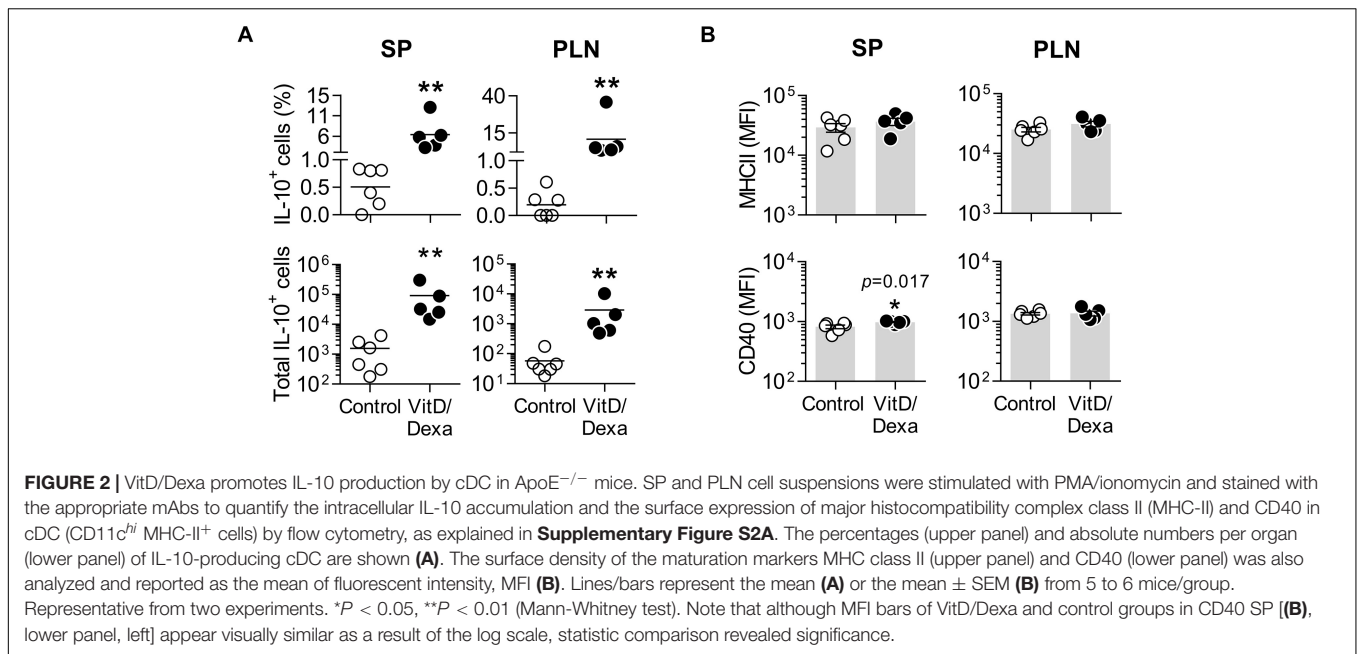 A
SP
PLN
IL-10+ cells (%)
15
11
6
1.0
0.5
0.0
**
40
15
1.0
0.5
0.0
**
Total IL-10+ cells
10^6
10^5
10^4
10^3
10^2
**
10^5
10^4
10^3
10^2
10^1
**
Control VitD/
Dexa
Control VitD/
Dexa
B
SP
PLN
MHCII (MFI)
10^5
10^4
10^3
10^5
10^4
10^3
CD40 (MFI)
10^4
10^3
10^2
p=0.017
*
10^4
10^3
10^2
Control VitD/
Dexa
Control VitD/
Dexa
FIGURE 2 | VitD/Dexa promotes IL-10 production by cDC in ApoE−/− mice. SP and PLN cell suspensions were stimulated with PMA/ionomycin and stained with
the appropriate mAbs to quantify the intracellular IL-10 accumulation and the surface expression of major histocompatibility complex class II (MHC-II) and CD40 in
cDC (CD11chi MHC-II+ cells) by flow cytometry, as explained in Supplementary Figure S2A. The percentages (upper panel) and absolute numbers per organ
(lower panel) of IL-10-producing cDC are shown (A). The surface density of the maturation markers MHC class II (upper panel) and CD40 (lower panel) was also
analyzed and reported as the mean of fluorescent intensity, MFI (B). Lines/bars represent the mean (A) or the mean ± SEM (B) from 5 to 6 mice/group.
Representative from two experiments. *P < 0.05, **P < 0.01 (Mann-Whitney test). Note that although MFI bars of VitD/Dexa and control groups in CD40 SP [(B),
lower panel, left] appear visually similar as a result of the log scale, statistic comparison revealed significance.